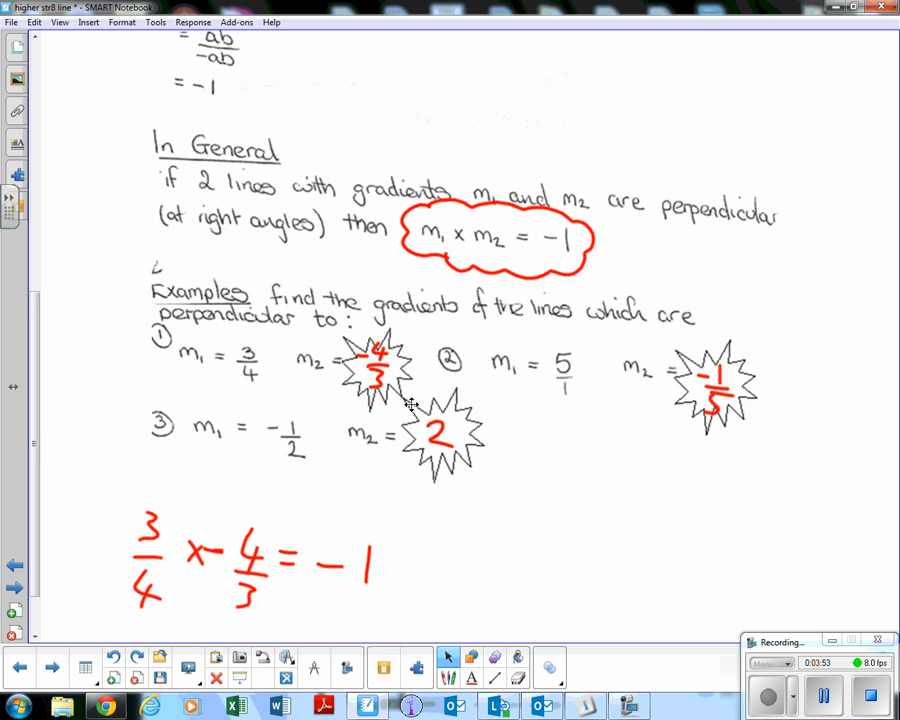 higher str8 line * - SMART Notebook
File Edit View Insert Format Tools Response Add-ons Help
= ab
-ab
= -1
In General
if 2 lines with gradients m₁ and m₂ are perpendicular
(at right angles) then m₁ x m₂ = -1
Examples find the gradients of the lines which are
perpendicular to:
① m₁ = 3/4 m₂ = -4/3 ② m₁ = 5/1 m₂ = -1/5
③ m₁ = -1/2 m₂ = 2
3/4 x -4/3 = -1
Recording...
Menu 0:03:53 8.0 fps